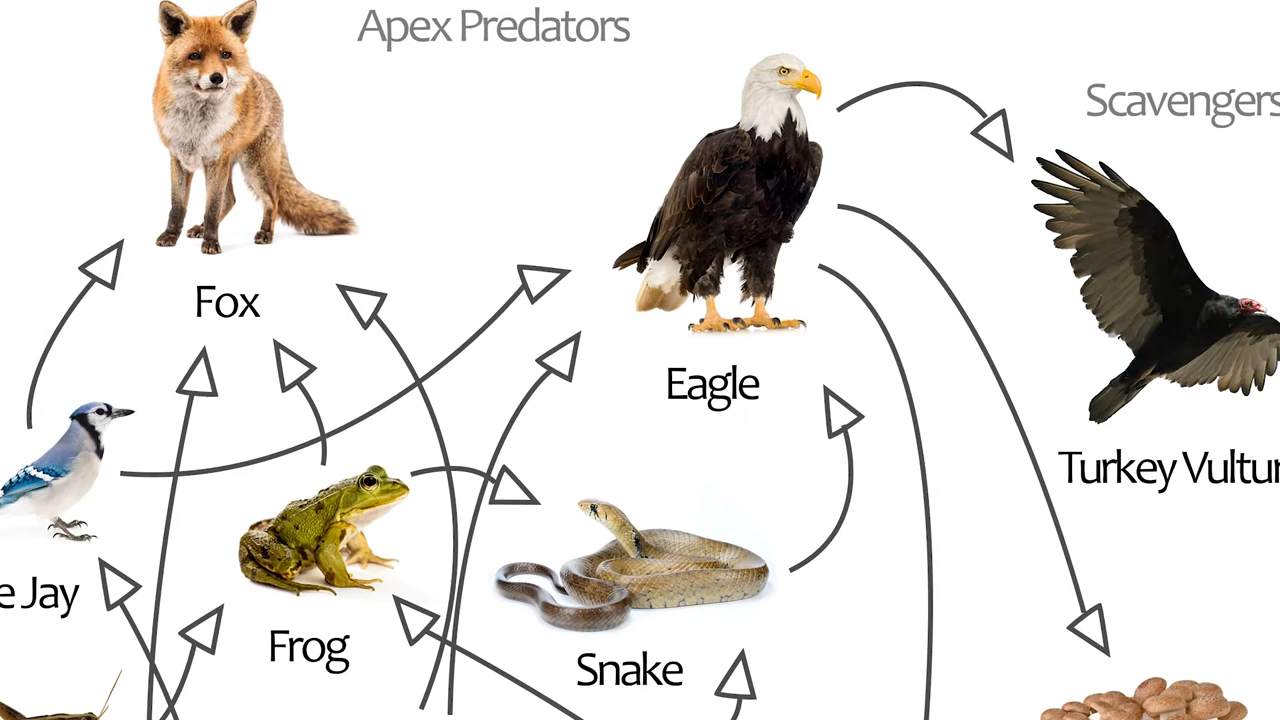 Apex Predators
Scavengers
Fox
Eagle
Turkey Vultur
e Jay
Frog
Snake